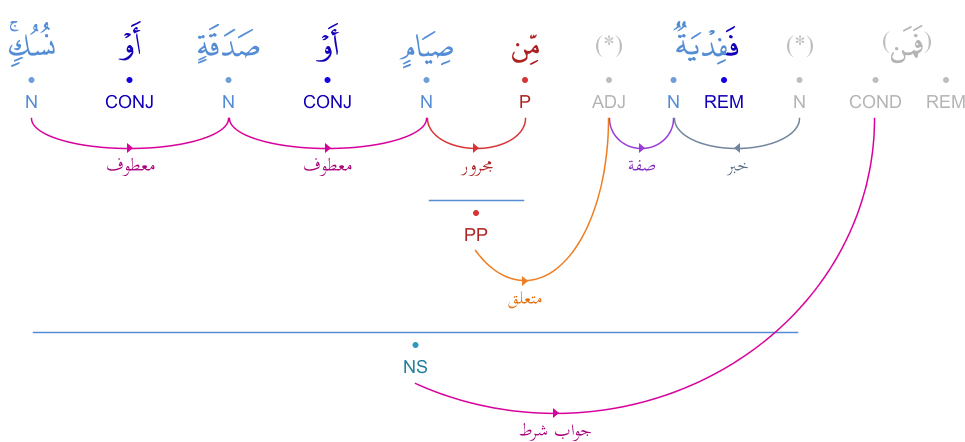 (فَمَن) (*) فَفِدْيَةٌ (*) مِّن صِيَامٍ أَوْ صَدَقَةٍ أَوْ نُسُكٍ ۚ
REM COND N REM N ADJ P N CONJ N CONJ N
خبر صفة مجرور معطوف معطوف
PP
متعلق
NS
جواب شرط